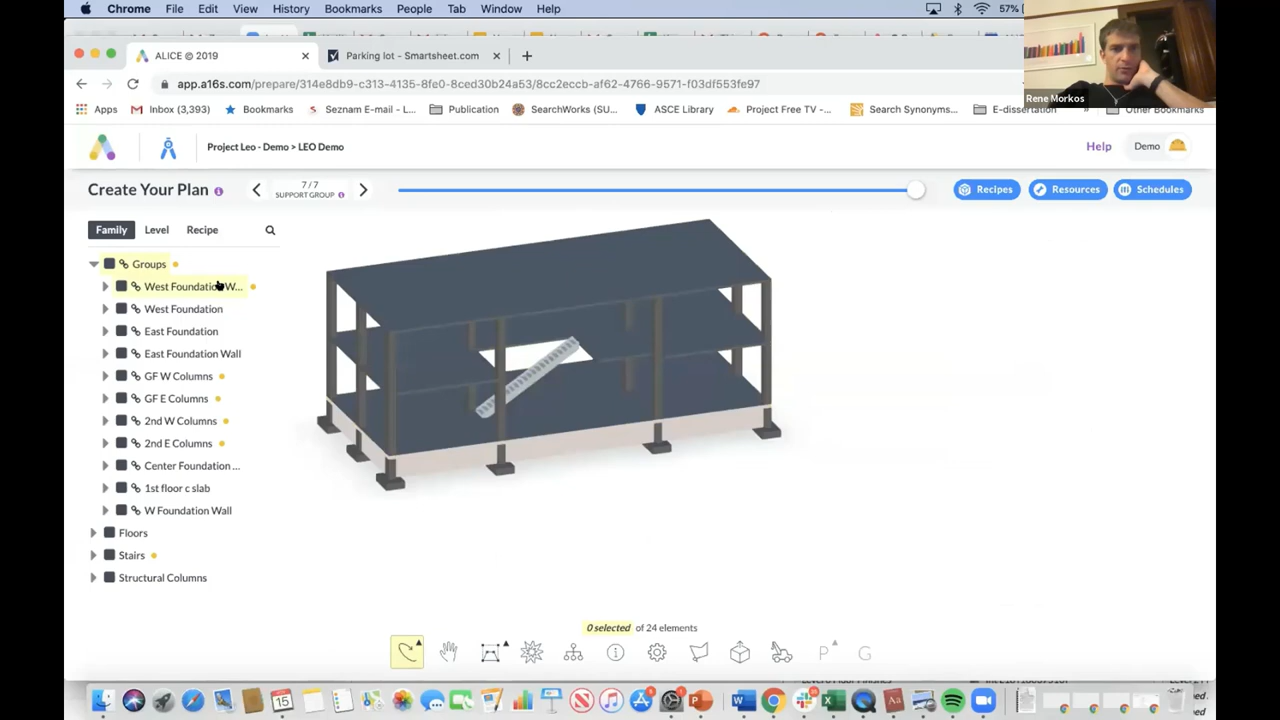 Chrome File Edit View History Bookmarks People Tab Window Help 57%
ALICE © 2019
Parking lot - Smartsheet.com
app.a16s.com/prepare/314e8db9-c313-4135-8fe0-8ced30b24a53/8cc2eccb-af62-4766-9571-f03df553fe97
Apps Inbox (3,393) Bookmarks Sezarresearcel - L... Publication SearchWorks (SU... ASCE Library Project Free TV -... Search Synonyms... E-dissertation Other Bookmarks
Rene Morkos
Project Leo - Demo > LEO Demo
Help
Demo
Create Your Plan
7 / 7
SUPPORT GROUP
Recipes
Resources
Schedules
Family Level Recipe
Groups
West Foundation W...
West Foundation
East Foundation
East Foundation Wall
GF W Columns
GF E Columns
2nd W Columns
2nd E Columns
Center Foundation ...
1st floor c slab
W Foundation Wall
Floors
Stairs
Structural Columns
0 selected of 24 elements
P G
15